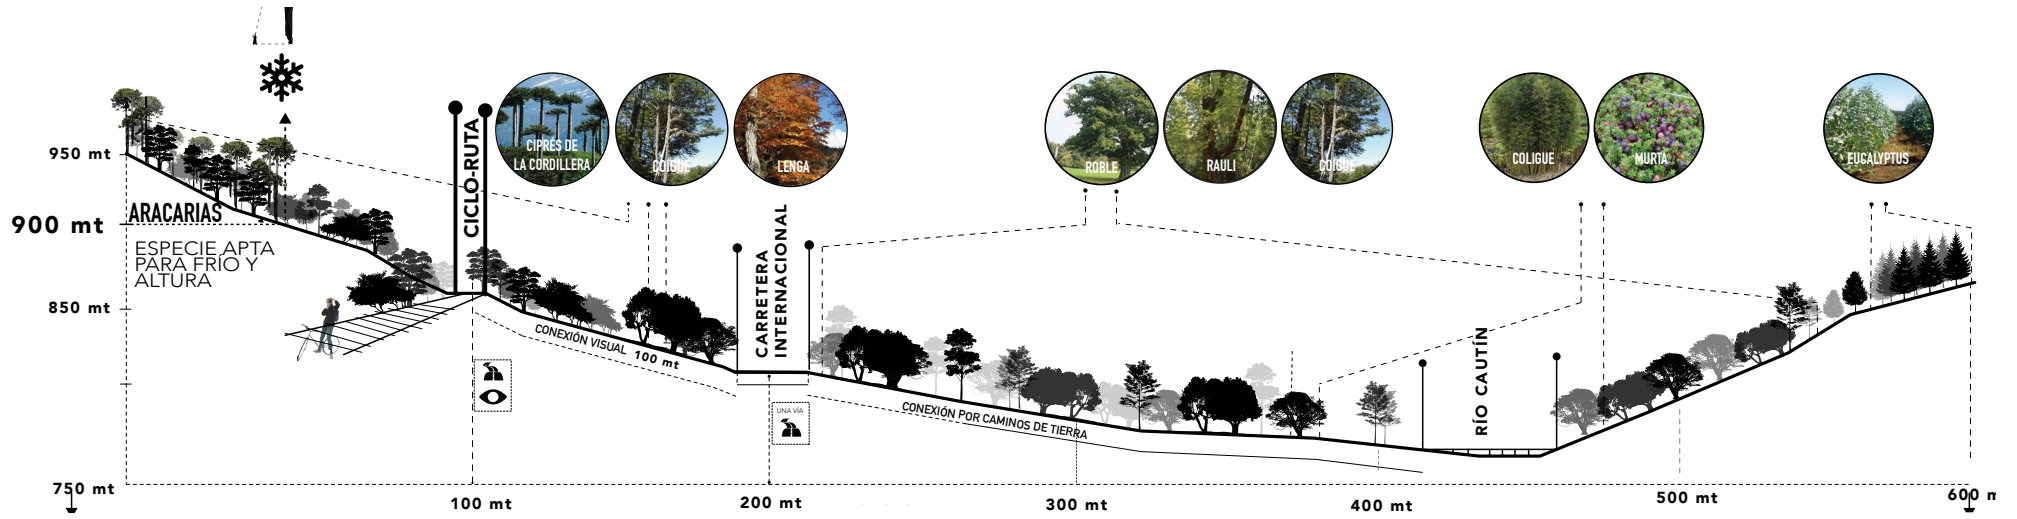 CIPRÉS DE
LA CORDILLERA
COIGUE
LENGA
ROBLE
RAULI
COIGUE
COLIGUE
MURTA
EUCALYPTUS
950 mt
900 mt
850 mt
750 mt
ARACARIAS
ESPECIE APTA
PARA FRÍO Y
ALTURA
CICLO-RUTA
CONEXIÓN VISUAL 100 mt
CARRETERA
INTERNACIONAL
UNA VÍA
CONEXIÓN POR CAMINOS DE TIERRA
RÍO CAUTÍN
100 mt
200 mt
300 mt
400 mt
500 mt
600 m